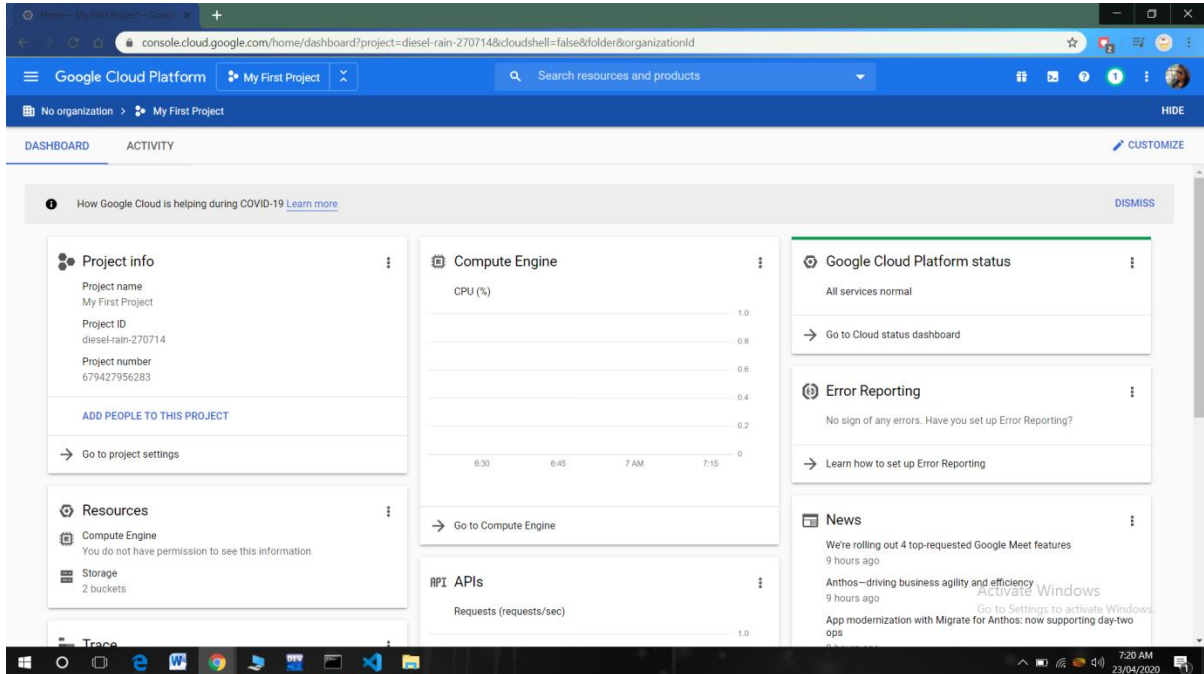 Home – My First Project – Googl
console.cloud.google.com/home/dashboard?project=diesel-rain-270714&cloudshell=false&folder&organizationId
2
Google Cloud Platform
My First Project
Search resources and products
1
No organization > My First Project
HIDE
DASHBOARD
ACTIVITY
CUSTOMIZE
How Google Cloud is helping during COVID-19 Learn more
DISMISS
Project info
Project name
My First Project
Project ID
diesel-rain-270714
Project number
679427956283
ADD PEOPLE TO THIS PROJECT
Go to project settings
Resources
Compute Engine
You do not have permission to see this information
Storage
2 buckets
Trace
Compute Engine
CPU (%)
1.0
0.8
0.6
0.4
0.2
0
6:30 6:45 7 AM 7:15
Go to Compute Engine
API APIs
Requests (requests/sec)
1.0
Google Cloud Platform status
All services normal
Go to Cloud status dashboard
Error Reporting
No sign of any errors. Have you set up Error Reporting?
Learn how to set up Error Reporting
News
We're rolling out 4 top-requested Google Meet features
9 hours ago
Anthos—driving business agility and efficiency
9 hours ago
App modernization with Migrate for Anthos: now supporting day-two
ops
Activate Windows
Go to Settings to activate Windows.
DEV
7:20 AM
23/04/2020